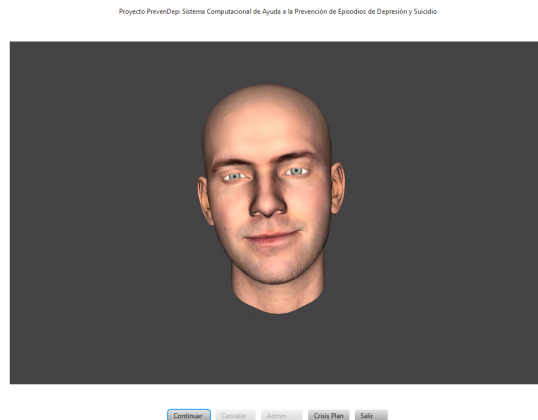 Proyecto PrevenDep: Sistema Computacional de Ayuda a la Prevención de Episodios de Depresión y Suicidio
Continuar Cancelar Admin Crisis Plan Salir